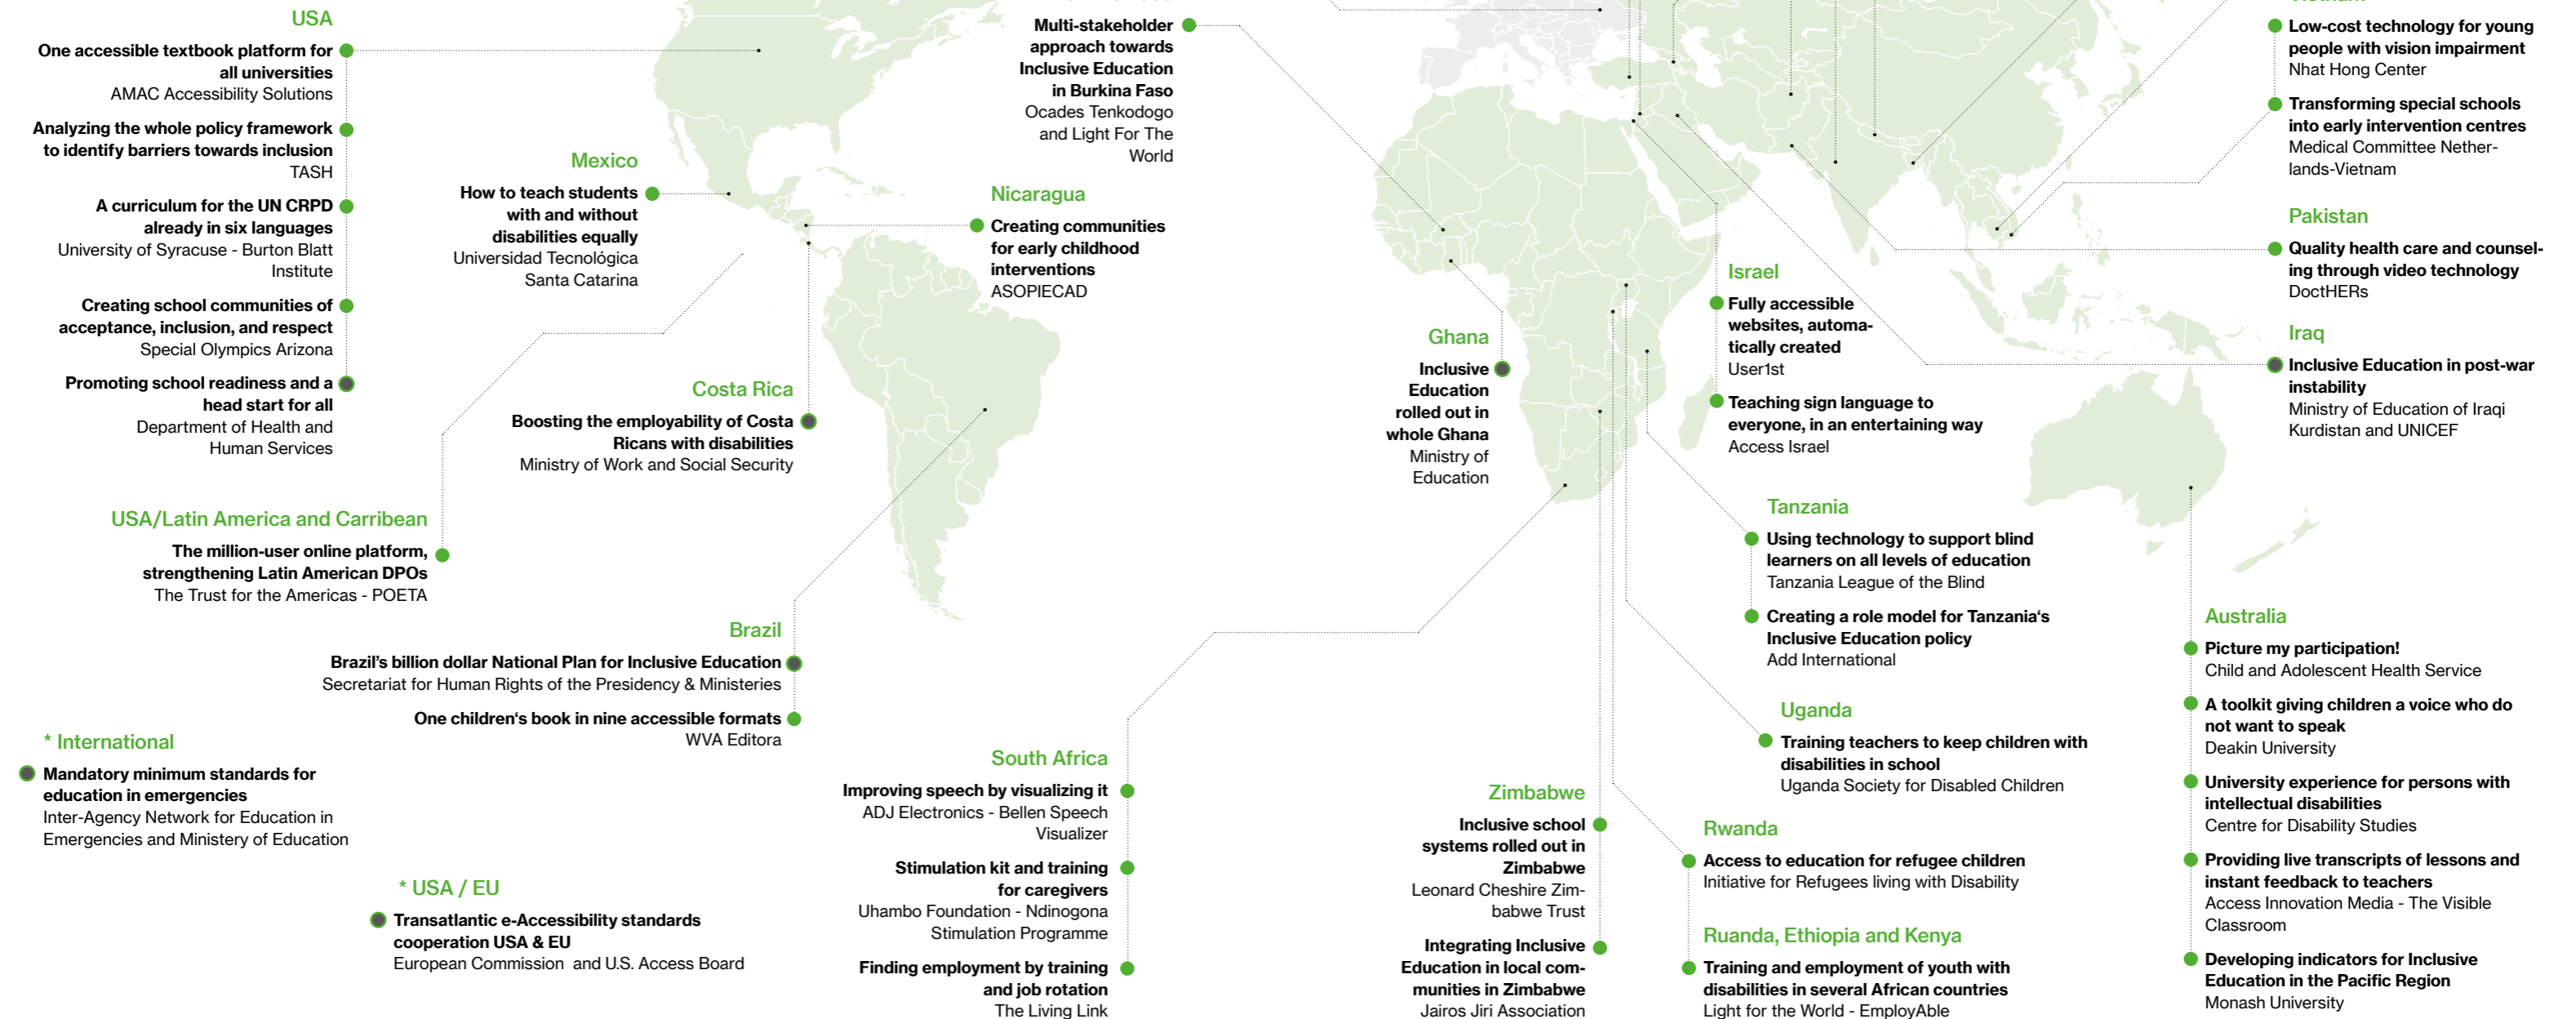 USA
One accessible textbook platform for
all universities
AMAC Accessibility Solutions
Analyzing the whole policy framework
to identify barriers towards inclusion
TASH
A curriculum for the UN CRPD
already in six languages
University of Syracuse - Burton Blatt
Institute
Creating school communities of
acceptance, inclusion, and respect
Special Olympics Arizona
Promoting school readiness and a
head start for all
Department of Health and
Human Services
USA/Latin America and Carribean
The million-user online platform,
strengthening Latin American DPOs
The Trust for the Americas - POETA
Mexico
How to teach students
with and without
disabilities equally
Universidad Tecnológica
Santa Catarina
Costa Rica
Boosting the employability of Costa
Ricans with disabilities
Ministry of Work and Social Security
Brazil
Brazil's billion dollar National Plan for Inclusive Education
Secretariat for Human Rights of the Presidency & Ministeries
One children‘s book in nine accessible formats
WVA Editora
* International
Mandatory minimum standards for
education in emergencies
Inter-Agency Network for Education in
Emergencies and Ministery of Education
* USA / EU
Transatlantic e-Accessibility standards
cooperation USA & EU
European Commission and U.S. Access Board
Multi-stakeholder
approach towards
Inclusive Education
in Burkina Faso
Ocades Tenkodogo
and Light For The
World
Nicaragua
Creating communities
for early childhood
interventions
ASOPIECAD
South Africa
Improving speech by visualizing it
ADJ Electronics - Bellen Speech
Visualizer
Stimulation kit and training
for caregivers
Uhambo Foundation - Ndinogona
Stimulation Programme
Finding employment by training
and job rotation
The Living Link
Ghana
Inclusive
Education
rolled out in
whole Ghana
Ministry of
Education
Zimbabwe
Inclusive school
systems rolled out in
Zimbabwe
Leonard Cheshire Zim-
babwe Trust
Integrating Inclusive
Education in local com-
munities in Zimbabwe
Jairos Jiri Association
Israel
Fully accessible
websites, automa-
tically created
User1st
Teaching sign language to
everyone, in an entertaining way
Access Israel
Tanzania
Using technology to support blind
learners on all levels of education
Tanzania League of the Blind
Creating a role model for Tanzania‘s
Inclusive Education policy
Add International
Uganda
Training teachers to keep children with
disabilities in school
Uganda Society for Disabled Children
Rwanda
Access to education for refugee children
Initiative for Refugees living with Disability
Ruanda, Ethiopia and Kenya
Training and employment of youth with
disabilities in several African countries
Light for the World - EmployAble
Low-cost technology for young
people with vision impairment
Nhat Hong Center
Transforming special schools
into early intervention centres
Medical Committee Nether-
lands-Vietnam
Pakistan
Quality health care and counsel-
ing through video technology
DoctHERs
Iraq
Inclusive Education in post-war
instability
Ministry of Education of Iraqi
Kurdistan and UNICEF
Australia
Picture my participation!
Child and Adolescent Health Service
A toolkit giving children a voice who do
not want to speak
Deakin University
University experience for persons with
intellectual disabilities
Centre for Disability Studies
Providing live transcripts of lessons and
instant feedback to teachers
Access Innovation Media - The Visible
Classroom
Developing indicators for Inclusive
Education in the Pacific Region
Monash University